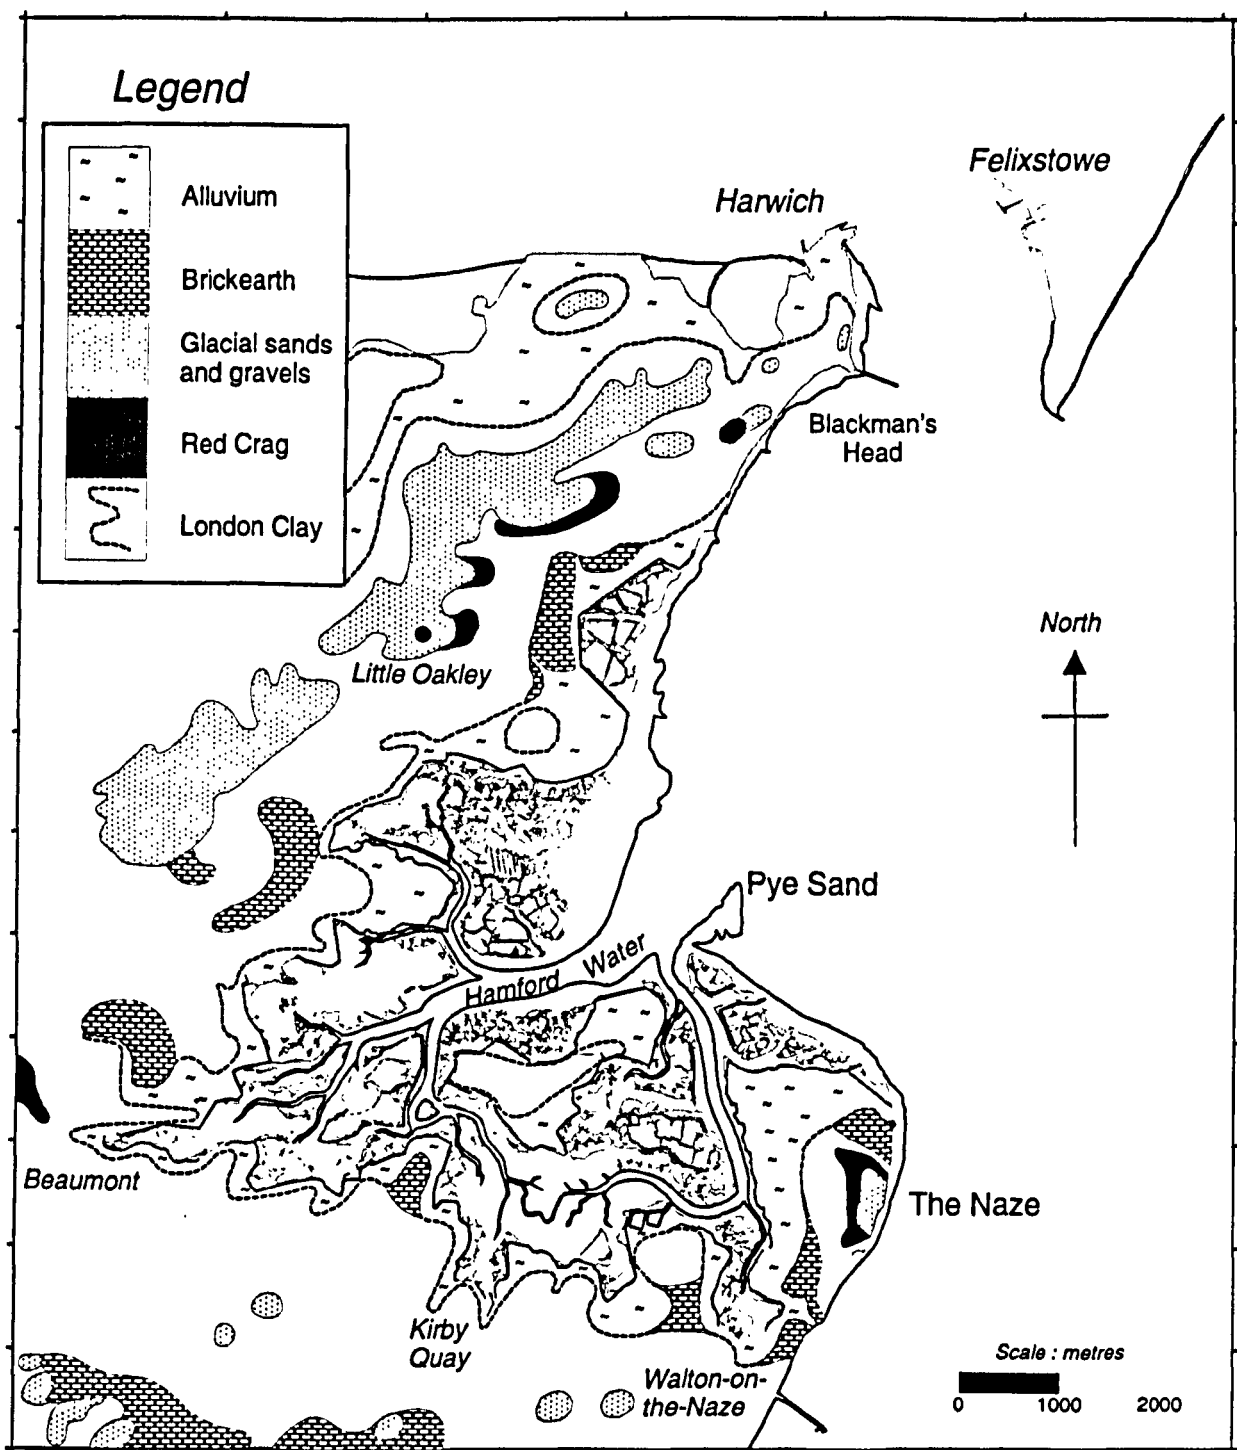 Legend
Alluvium
Brickearth
Glacial sands
and gravels
Red Crag
London Clay
Felixstowe
Harwich
Blackman's
Head
North
Little Oakley
Pye Sand
Hamford Water
Beaumont
The Naze
Kirby
Quay
Walton-on-
the-Naze
Scale : metres
0 1000 2000